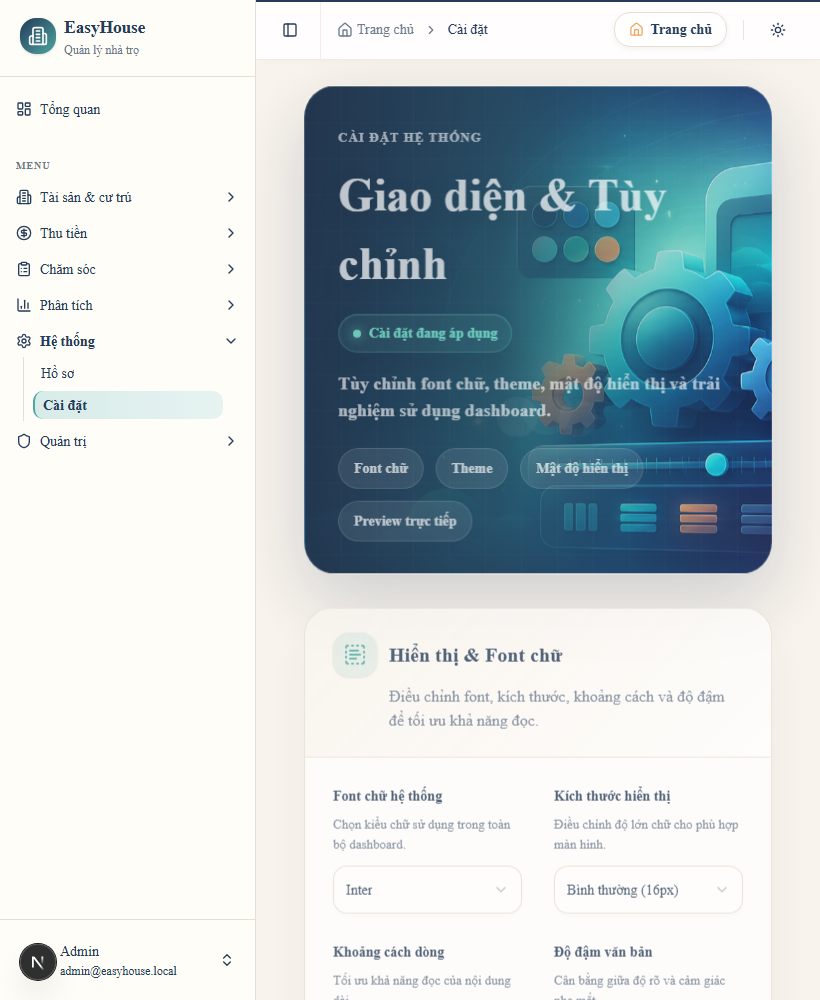 EasyHouse
Quản lý nhà trọ
Tổng quan
MENU
Tài sản & cư trú
Thu tiền
Chăm sóc
Phân tích
Hệ thống
Hồ sơ
Cài đặt
Quản trị
N
Admin
admin@easyhouse.local
Trang chủ
Cài đặt
Trang chủ
CÀI ĐẶT HỆ THỐNG
Giao diện & Tùy
chỉnh
Cài đặt đang áp dụng
Tùy chỉnh font chữ, theme, mật độ hiển thị và trải
nghiệm sử dụng dashboard.
Font chữ
Theme
Mật độ hiển thị
Preview trực tiếp
Hiển thị & Font chữ
Điều chỉnh font, kích thước, khoảng cách và độ đậm
để tối ưu khả năng đọc.
Font chữ hệ thống
Chọn kiểu chữ sử dụng trong toàn
bộ dashboard.
Inter
Kích thước hiển thị
Điều chỉnh độ lớn chữ cho phù hợp
màn hình.
Bình thường (16px)
Khoảng cách dòng
Tối ưu khả năng đọc của nội dung
dài.
Độ đậm văn bản
Cân bằng giữa độ rõ và cảm giác
nhẹ mắt.